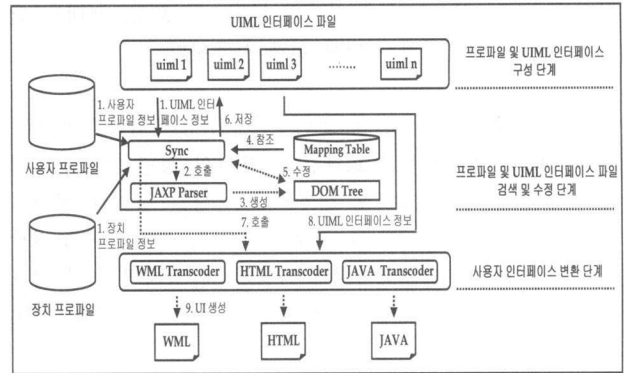 UIML 인터페이스 파일
uiml 1
uiml 2
uiml 3
........
uiml n
프로파일 및 UIML 인터페이스
구성 단계
1. 사용자
프로파일 정보
1. UIML 인터
페이스 정보
6. 저장
사용자 프로파일
Sync
4. 참조
Mapping Table
2. 호출
5. 수정
JAXP Parser
3. 생성
DOM Tree
프로파일 및 UIML 인터페이스 파일
검색 및 수정 단계
1. 장치
프로파일 정보
7. 호출
8. UIML 인터페이스 정보
장치 프로파일
WML Transcoder
HTML Transcoder
JAVA Transcoder
사용자 인터페이스 변환 단계
9. UI 생성
WML
HTML
JAVA